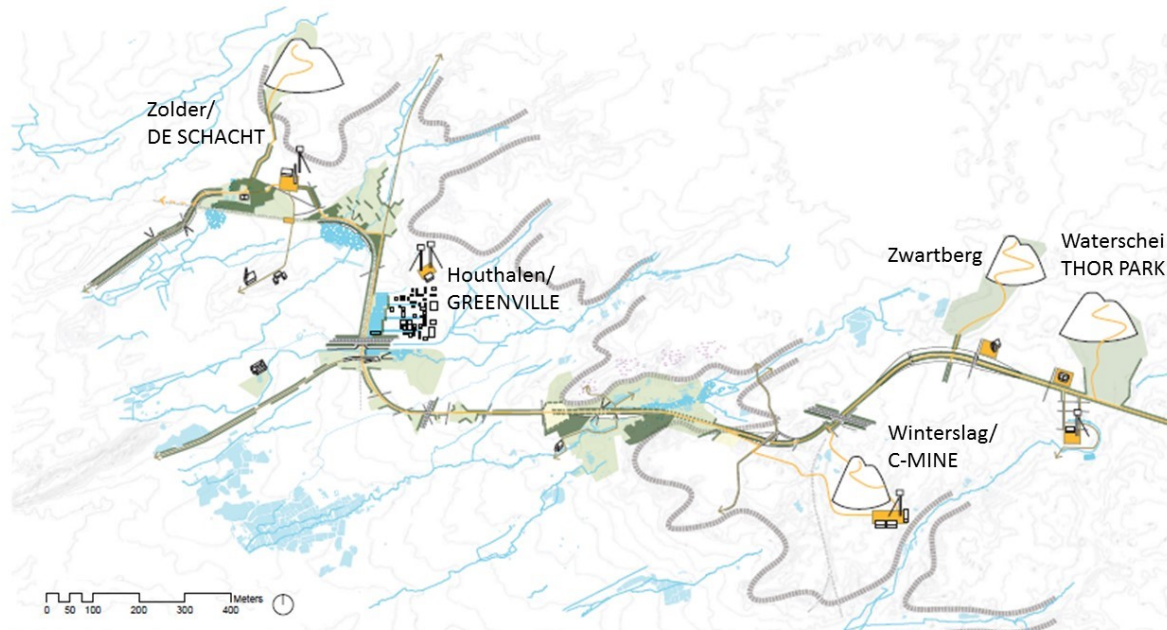 Zolder/
DE SCHACHT
Houthalen/
GREENVILLE
Zwartberg
Waterschei
THOR PARK
Winterslag/
C-MINE
Meters
0 50 100 200 300 400